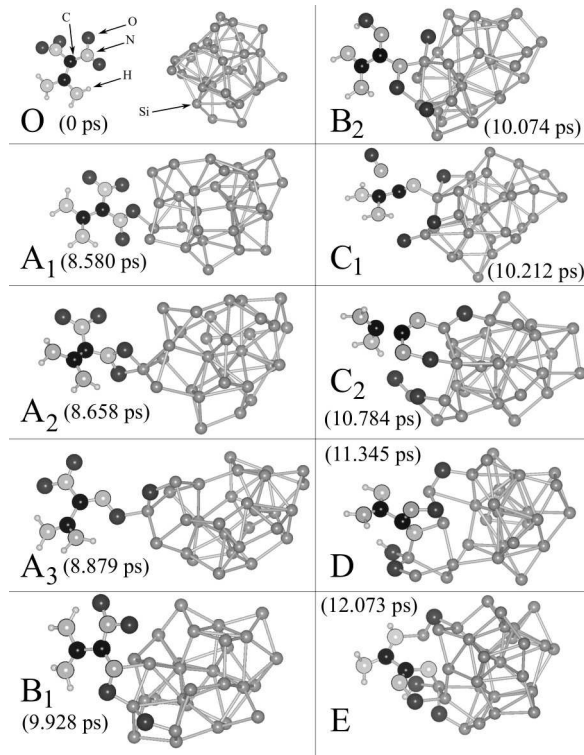 C
O
N
H
Si
O (0 ps)
A1 (8.580 ps)
A2 (8.658 ps)
A3 (8.879 ps)
B1
(9.928 ps)
B2 (10.074 ps)
C1
(10.212 ps)
C2
(10.784 ps)
(11.345 ps)
D
(12.073 ps)
E